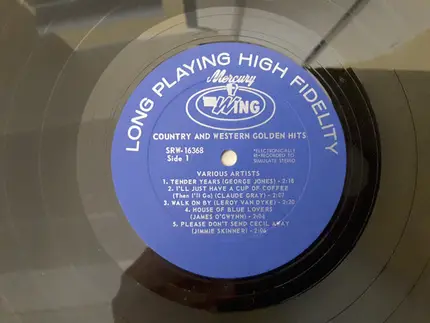 LONG PLAYING HIGH FIDELITY
Mercury
WING
COUNTRY AND WESTERN GOLDEN HITS
SRW-16368
Side 1
*ELECTRONICALLY
RE-RECORDED TO
SIMULATE STEREO
VARIOUS ARTISTS
1. TENDER YEARS (GEORGE JONES) - 2:18
2. I'LL JUST HAVE A CUP OF COFFEE
(Then I'll Go) (CLAUDE GRAY) - 2:07
3. WALK ON BY (LEROY VAN DYKE) - 2:20
4. HOUSE OF BLUE LOVERS
(JAMES O'GWYNN) - 2:06
5. PLEASE DON'T SEND CECIL AWAY
(JIMMIE SKINNER) - 2:06